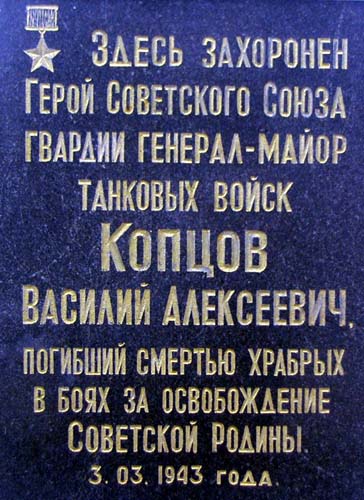 Здесь захоронен
Герой Советского Союза
гвардии генерал-майор
танковых войск
Копцов
Василий Алексеевич,
погибший смертью храбрых
в боях за освобождение
Советской Родины.
3. 03. 1943 года.